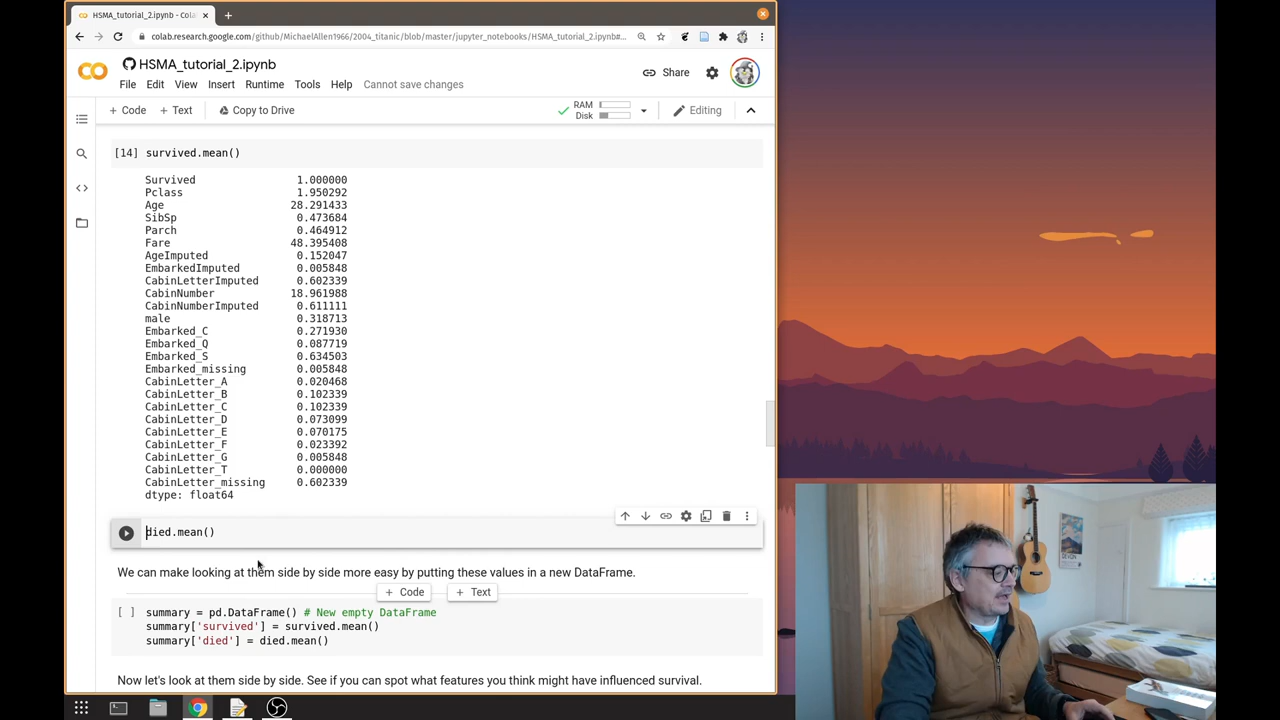 HSMA_tutorial_2.ipynb - Cola
colab.research.google.com/github/MichaelAllen1966/2004_titanic/blob/master/jupyter_notebooks/HSMA_tutorial_2.ipynb#...
HSMA_tutorial_2.ipynb
Share
File Edit View Insert Runtime Tools Help Cannot save changes
+ Code + Text Copy to Drive
RAM
Disk
Editing
[14] survived.mean()
Survived 1.000000
Pclass 1.950292
Age 28.291433
SibSp 0.473684
Parch 0.464912
Fare 48.395408
AgeImputed 0.152047
EmbarkedImputed 0.005848
CabinLetterImputed 0.602339
CabinNumber 18.961988
CabinNumberImputed 0.611111
male 0.318713
Embarked_C 0.271930
Embarked_Q 0.087719
Embarked_S 0.634503
Embarked_missing 0.005848
CabinLetter_A 0.020468
CabinLetter_B 0.102339
CabinLetter_C 0.102339
CabinLetter_D 0.073099
CabinLetter_E 0.070175
CabinLetter_F 0.023392
CabinLetter_G 0.005848
CabinLetter_T 0.000000
CabinLetter_missing 0.602339
dtype: float64
died.mean()
We can make looking at them side by side more easy by putting these values in a new DataFrame.
+ Code + Text
[ ] summary = pd.DataFrame() # New empty DataFrame
summary['survived'] = survived.mean()
summary['died'] = died.mean()
Now let's look at them side by side. See if you can spot what features you think might have influenced survival.
DEVON